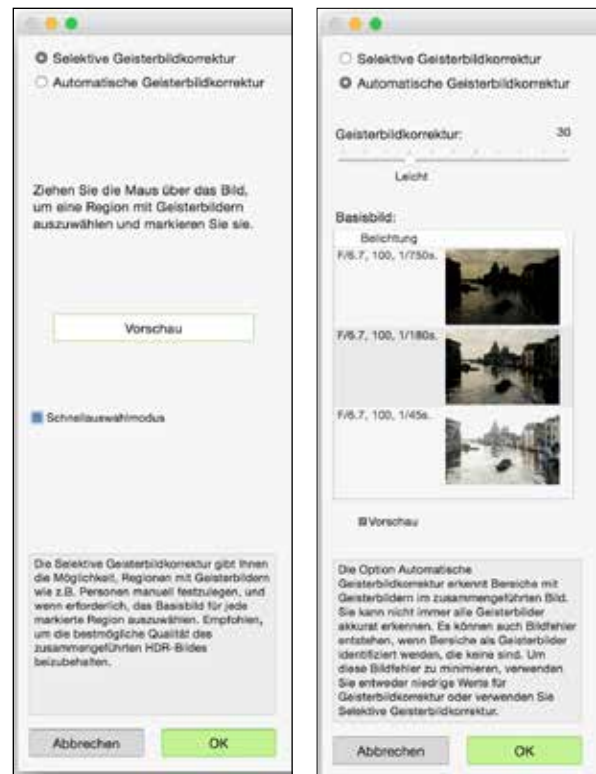 Selektive Geisterbildkorrektur
Automatische Geisterbildkorrektur
Ziehen Sie die Maus über das Bild,
um eine Region mit Geisterbildern
auszuwählen und markieren Sie sie.
Vorschau
Schnellauswahlmodus
Die Selektive Geisterbildkorrektur gibt Ihnen
die Möglichkeit, Regionen mit Geisterbildern
wie z.B. Personen manuell festzulegen, und
wenn erforderlich, das Basisbild für jede
markierte Region auszuwählen. Empfohlen,
um die bestmögliche Qualität des
zusammengeführten HDR-Bildes
beizubehalten.
Abbrechen
OK
Selektive Geisterbildkorrektur
Automatische Geisterbildkorrektur
Geisterbildkorrektur: 30
Leicht
Basisbild:
Belichtung
F/6.7, 100, 1/750s.
F/6.7, 100, 1/180s.
F/6.7, 100, 1/45s.
Vorschau
Die Option Automatische
Geisterbildkorrektur erkennt Bereiche mit
Geisterbildern im zusammengeführten Bild.
Sie kann nicht immer alle Geisterbilder
akkurat erkennen. Es können auch Bildfehler
entstehen, wenn Bereiche als Geisterbilder
identifiziert werden, die keine sind. Um
diese Bildfehler zu minimieren, verwenden
Sie entweder niedrige Werte für
Geisterbildkorrektur oder verwenden Sie
Selektive Geisterbildkorrektur.
Abbrechen
OK